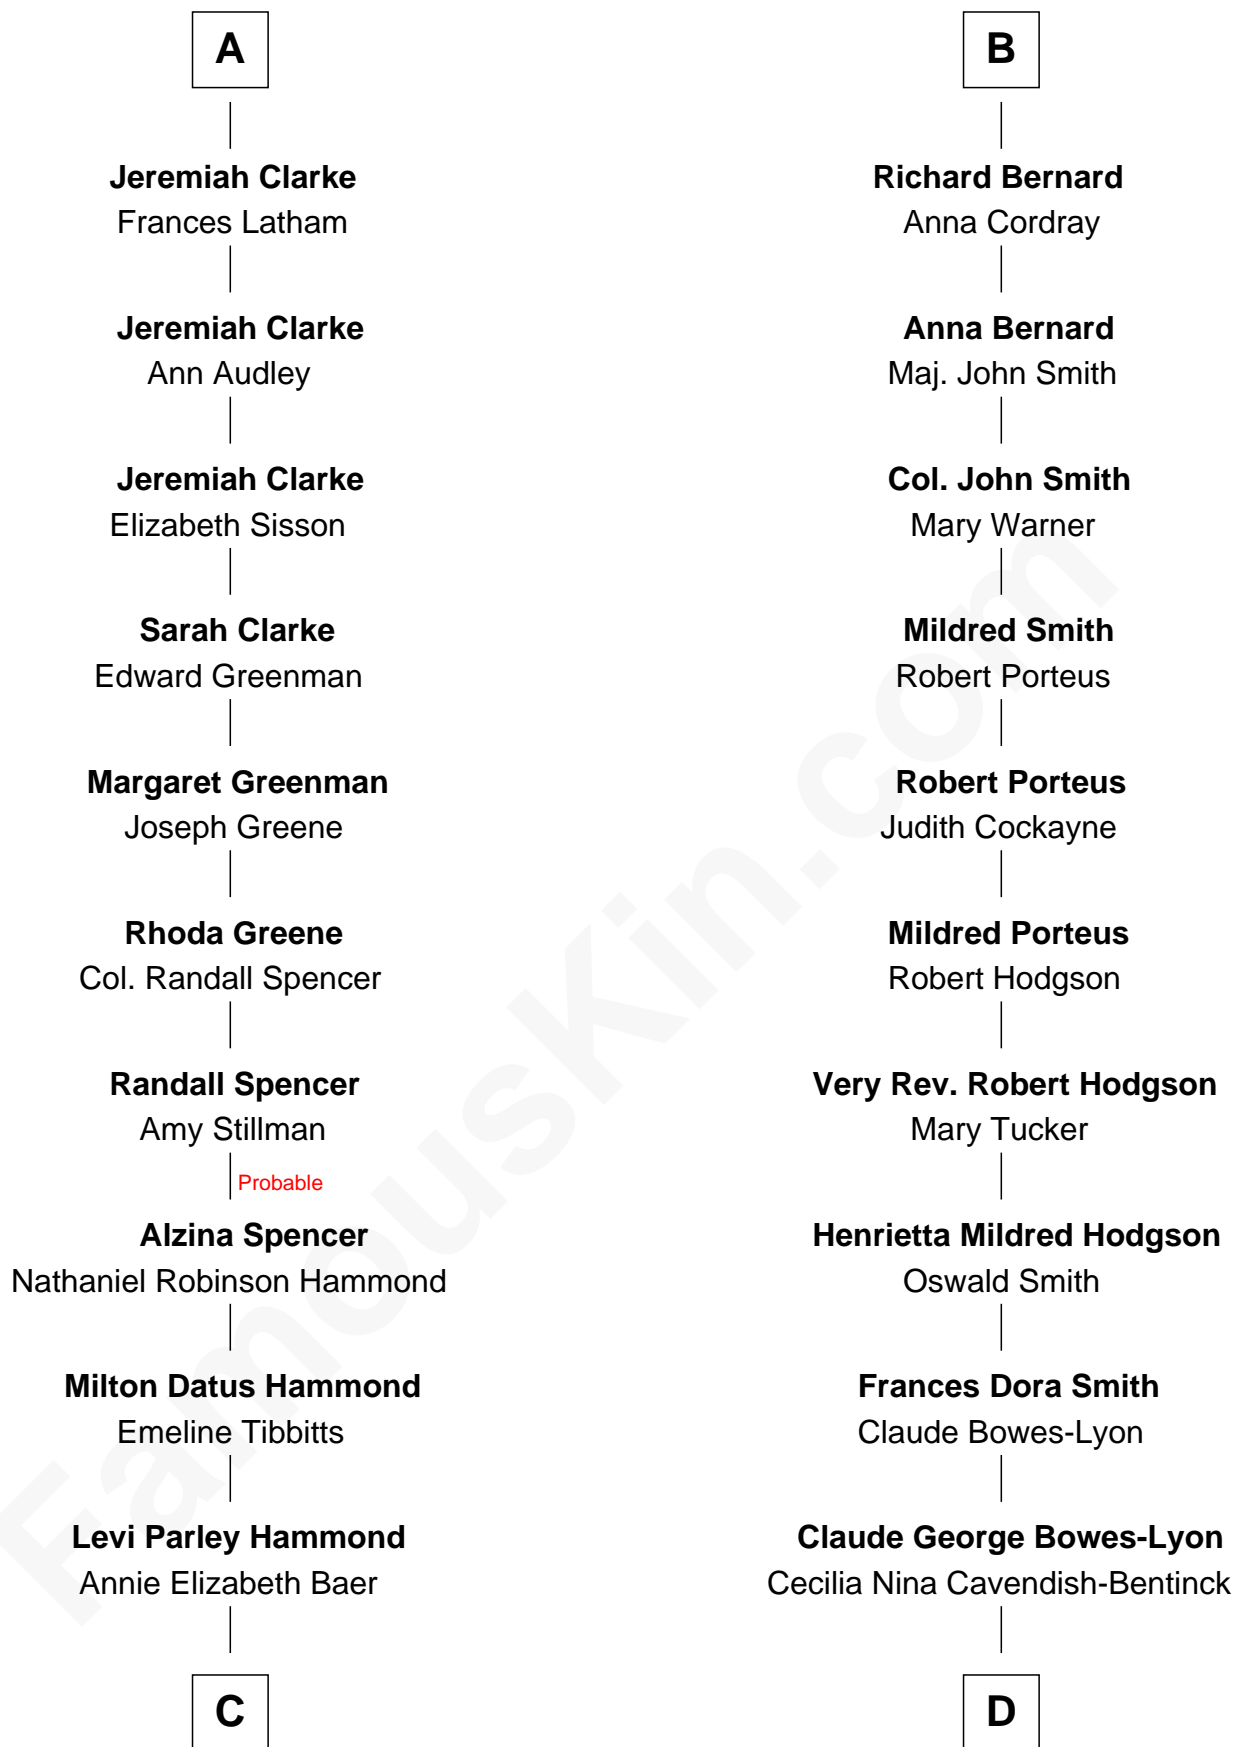 A
Jeremiah Clarke
Frances Latham
Jeremiah Clarke
Ann Audley
Jeremiah Clarke
Elizabeth Sisson
Sarah Clarke
Edward Greenman
Margaret Greenman
Joseph Greene
Rhoda Greene
Col. Randall Spencer
Randall Spencer
Amy Stillman
Probable
Alzina Spencer
Nathaniel Robinson Hammond
Milton Datus Hammond
Emeline Tibbitts
Levi Parley Hammond
Annie Elizabeth Baer
C
B
Richard Bernard
Anna Cordray
Anna Bernard
Maj. John Smith
Col. John Smith
Mary Warner
Mildred Smith
Robert Porteus
Robert Porteus
Judith Cockayne
Mildred Porteus
Robert Hodgson
Very Rev. Robert Hodgson
Mary Tucker
Henrietta Mildred Hodgson
Oswald Smith
Frances Dora Smith
Claude Bowes-Lyon
Claude George Bowes-Lyon
Cecilia Nina Cavendish-Bentinck
D
FamousKin.com